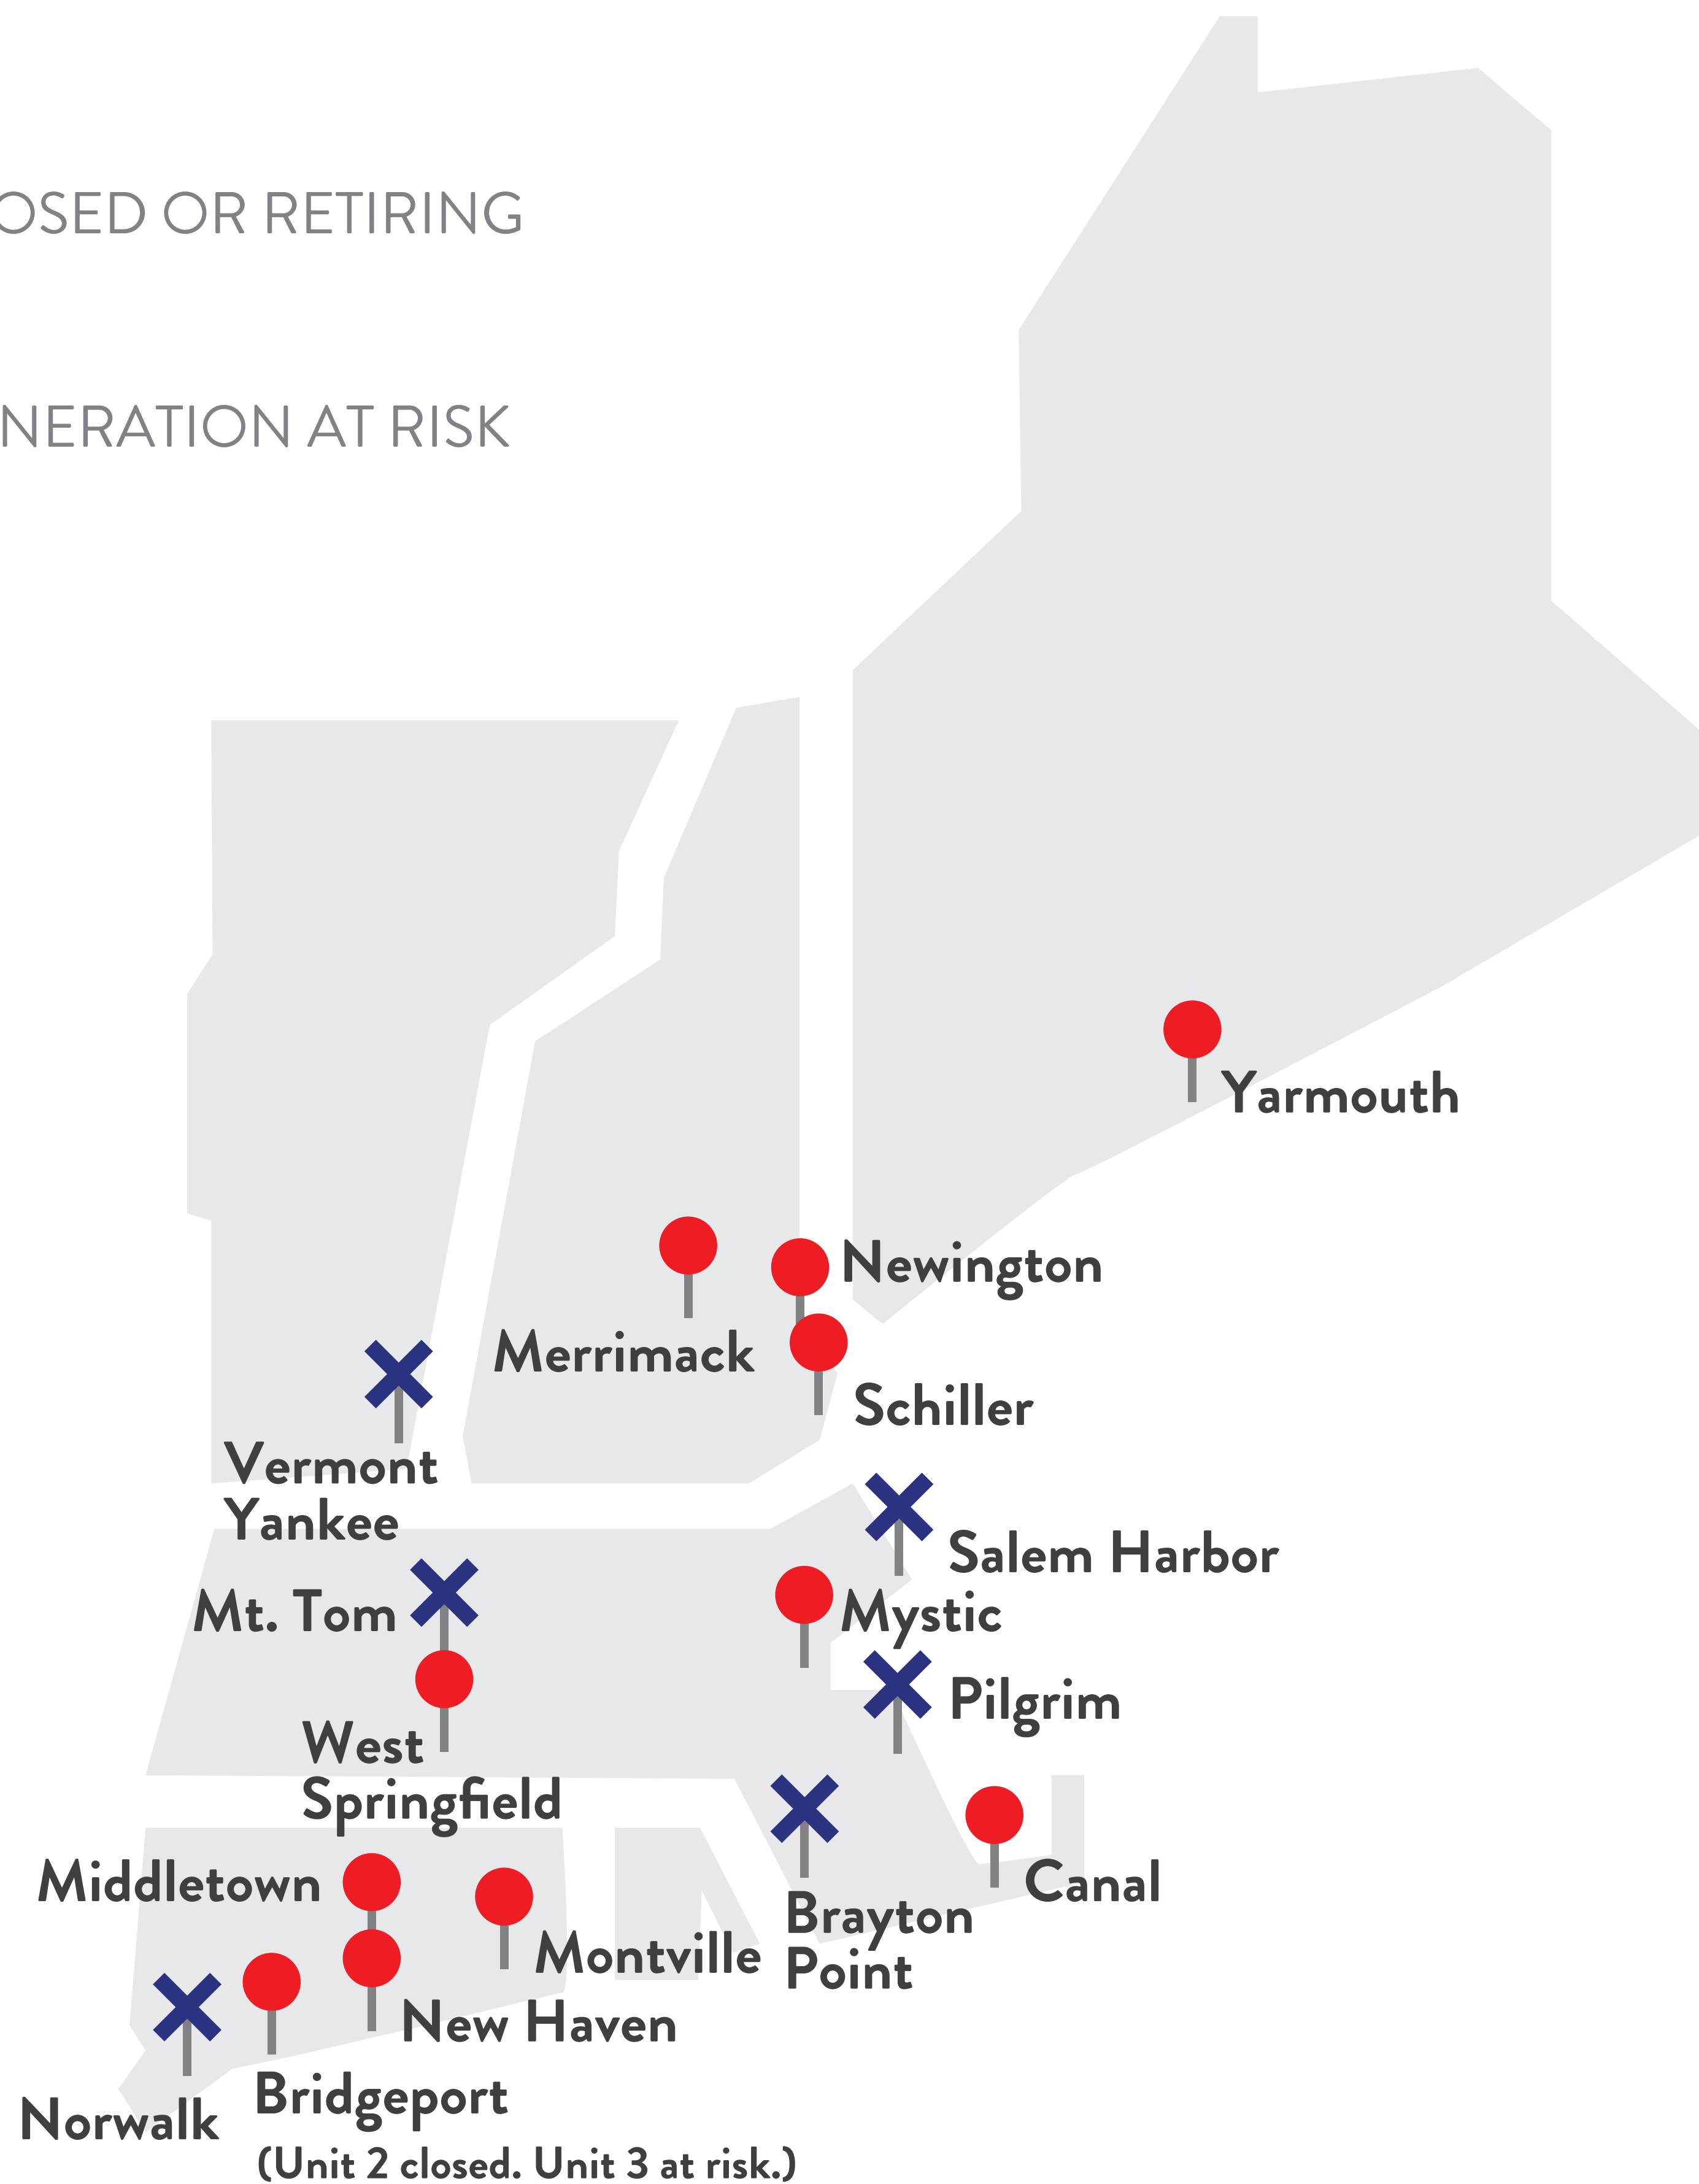 OSED OR RETIRING
NERATION AT RISK
Yarmouth
Newington
Merrimack
Schiller
Vermont
Yankee
Salem Harbor
Mt. Tom
Mystic
Pilgrim
West
Springfield
Middletown
Canal
Brayton
Point
Montville
New Haven
Bridgeport
Norwalk
(Unit 2 closed. Unit 3 at risk.)